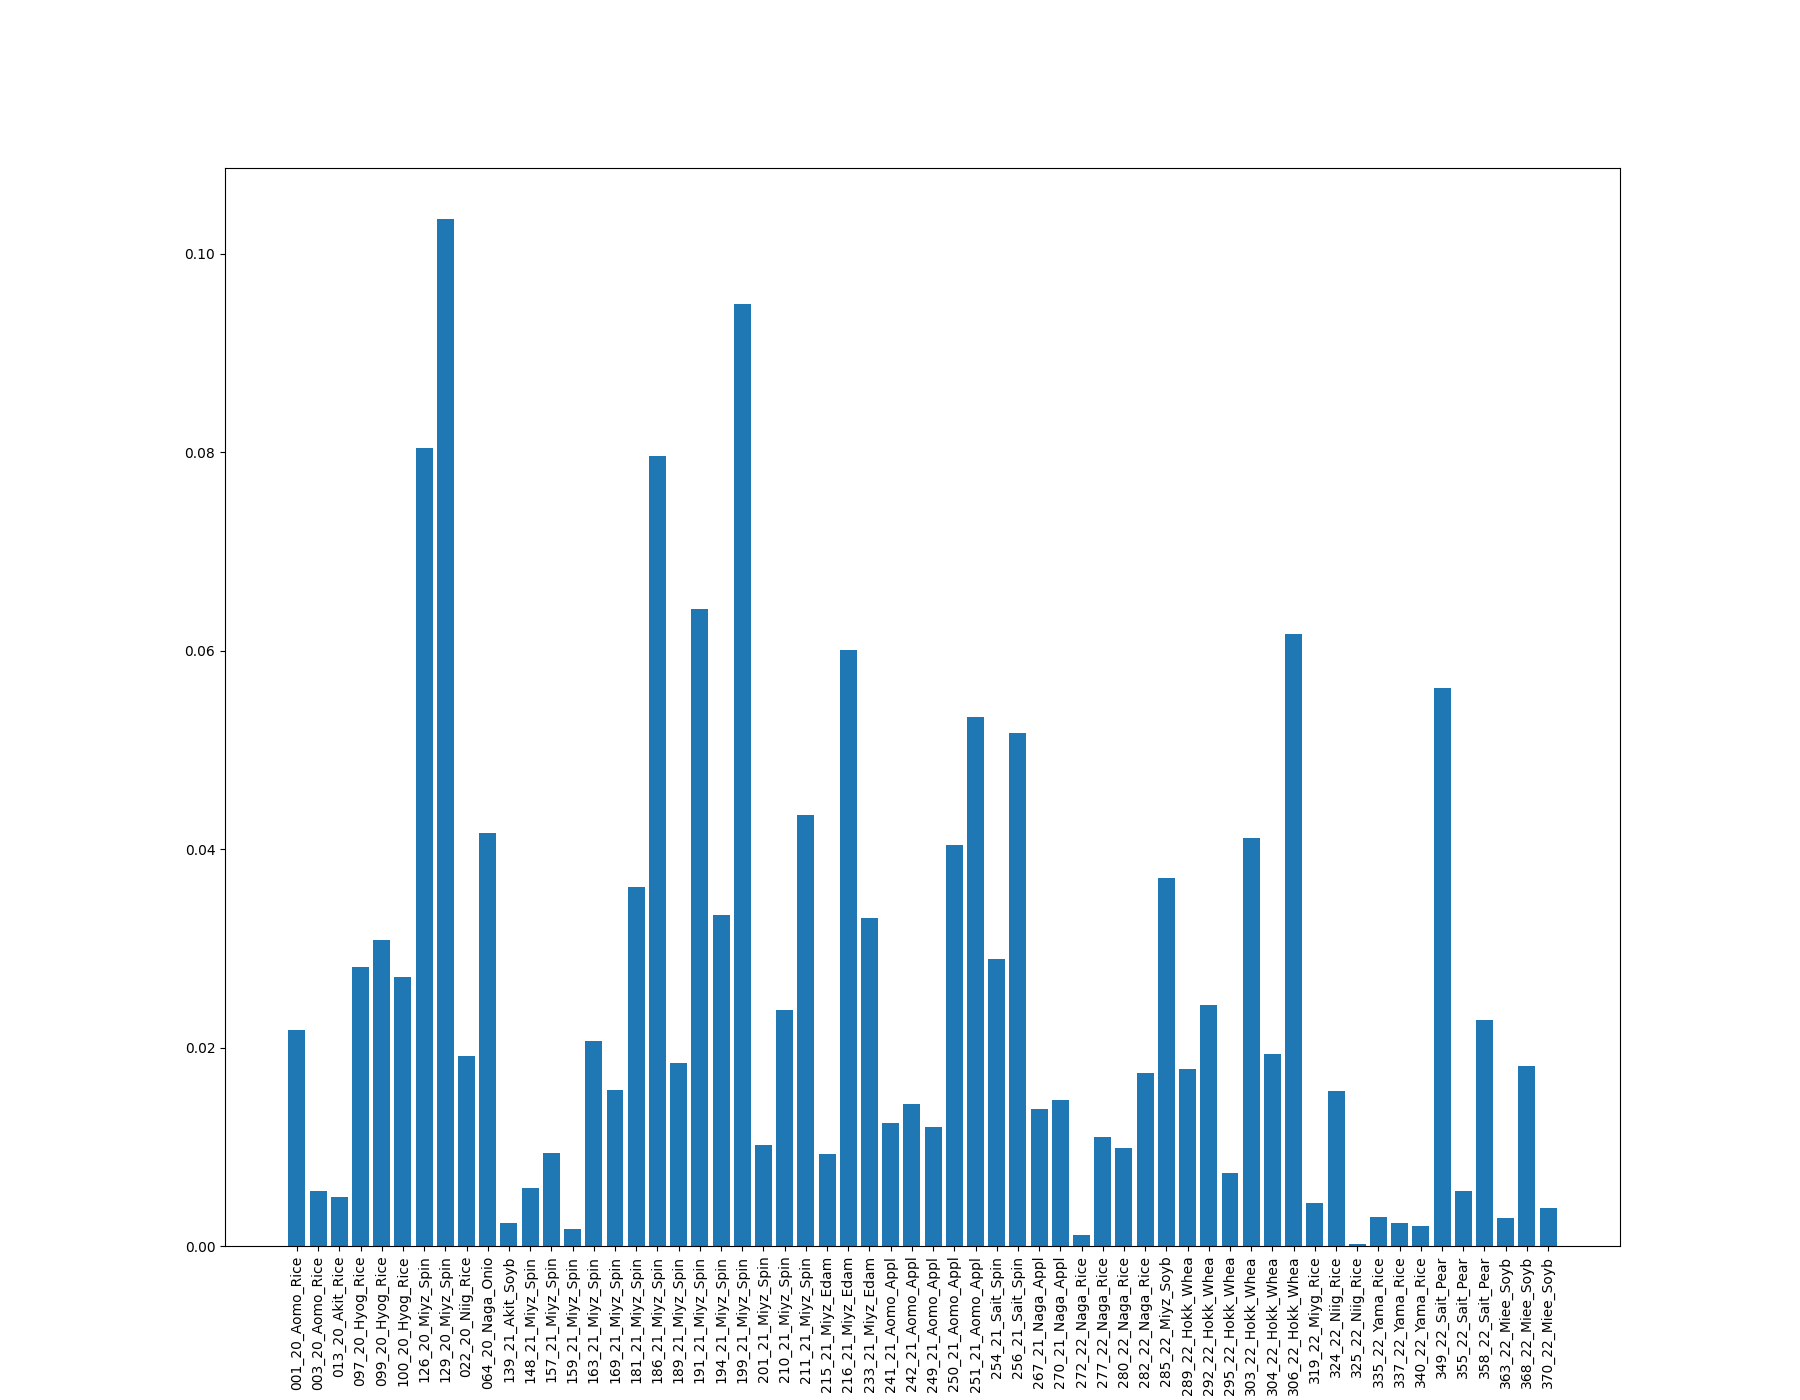 0.10
0.08
0.06
0.04
0.02
0.00
001_20_Aomo_Rice
003_20_Aomo_Rice
013_20_Akit_Rice
097_20_Hyog_Rice
099_20_Hyog_Rice
100_20_Hyog_Rice
126_20_Miyz_Spin
129_20_Miyz_Spin
022_20_Niig_Rice
064_20_Naga_Onio
139_21_Akit_Soyb
148_21_Miyz_Spin
157_21_Miyz_Spin
159_21_Miyz_Spin
163_21_Miyz_Spin
169_21_Miyz_Spin
181_21_Miyz_Spin
186_21_Miyz_Spin
189_21_Miyz_Spin
191_21_Miyz_Spin
194_21_Miyz_Spin
199_21_Miyz_Spin
201_21_Miyz_Spin
210_21_Miyz_Spin
211_21_Miyz_Spin
215_21_Miyz_Edam
216_21_Miyz_Edam
233_21_Miyz_Edam
241_21_Aomo_Appl
242_21_Aomo_Appl
249_21_Aomo_Appl
250_21_Aomo_Appl
251_21_Aomo_Appl
254_21_Sait_Spin
256_21_Sait_Spin
267_21_Naga_Appl
270_21_Naga_Appl
272_22_Naga_Rice
277_22_Naga_Rice
280_22_Naga_Rice
282_22_Naga_Rice
285_22_Miyz_Soyb
289_22_Hokk_Whea
292_22_Hokk_Whea
295_22_Hokk_Whea
303_22_Hokk_Whea
304_22_Hokk_Whea
306_22_Hokk_Whea
319_22_Miyg_Rice
324_22_Niig_Rice
325_22_Niig_Rice
335_22_Yama_Rice
337_22_Yama_Rice
340_22_Yama_Rice
349_22_Sait_Pear
355_22_Sait_Pear
358_22_Sait_Pear
363_22_Miee_Soyb
368_22_Miee_Soyb
370_22_Miee_Soyb